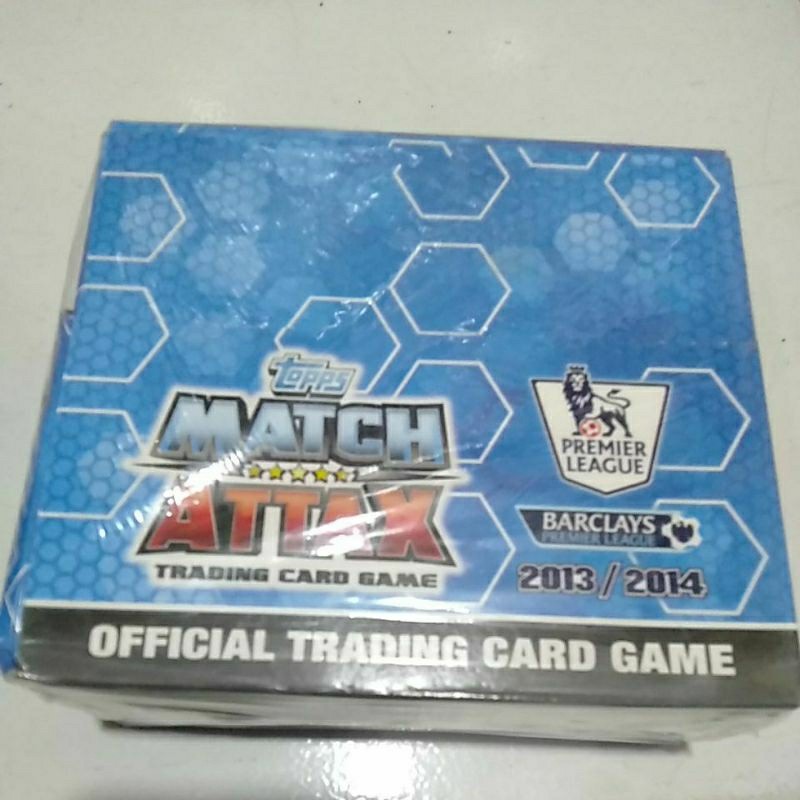 Topps
MATCH
ATTAX
TRADING CARD GAME
PREMIER
LEAGUE
BARCLAYS
PREMIER LEAGUE
2013/2014
OFFICIAL TRADING CARD GAME